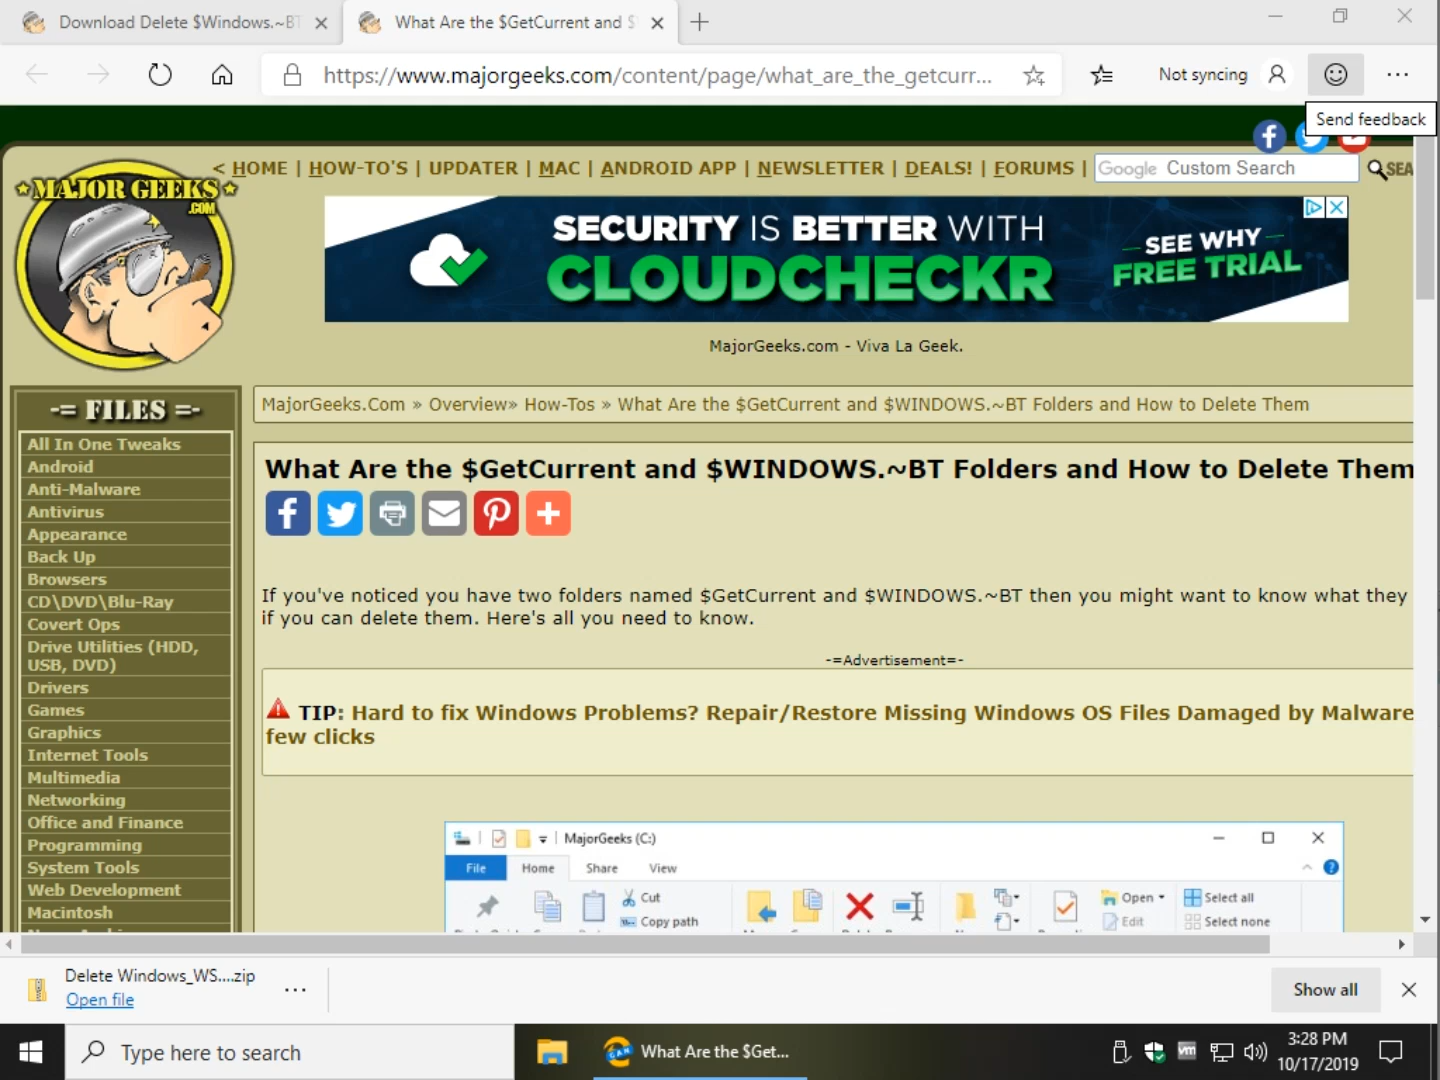 Download Delete $Windows.~BT
What Are the $GetCurrent and $
https://www.majorgeeks.com/content/page/what_are_the_getcurr...
Not syncing
Send feedback
MAJOR GEEKS
.COM
< HOME | HOW-TO'S | UPDATER | MAC | ANDROID APP | NEWSLETTER | DEALS! | FORUMS |
Google Custom Search
SEA
SECURITY IS BETTER WITH
CLOUDCHECKR
SEE WHY
FREE TRIAL
MajorGeeks.com - Viva La Geek.
-= FILES =-
All In One Tweaks
Android
Anti-Malware
Antivirus
Appearance
Back Up
Browsers
CD\DVD\Blu-Ray
Covert Ops
Drive Utilities (HDD,
USB, DVD)
Drivers
Games
Graphics
Internet Tools
Multimedia
Networking
Office and Finance
Programming
System Tools
Web Development
Macintosh
MajorGeeks.Com » Overview» How-Tos » What Are the $GetCurrent and $WINDOWS.~BT Folders and How to Delete Them
What Are the $GetCurrent and $WINDOWS.~BT Folders and How to Delete Them
If you've noticed you have two folders named $GetCurrent and $WINDOWS.~BT then you might want to know what they
if you can delete them. Here's all you need to know.
-=Advertisement=-
TIP: Hard to fix Windows Problems? Repair/Restore Missing Windows OS Files Damaged by Malware
few clicks
MajorGeeks (C:)
File Home Share View
Cut
Copy path
Open
Edit
Select all
Select none
Delete Windows_WS....zip
Open file
Show all
Type here to search
CAN
What Are the $Get...
vm
3:28 PM
10/17/2019